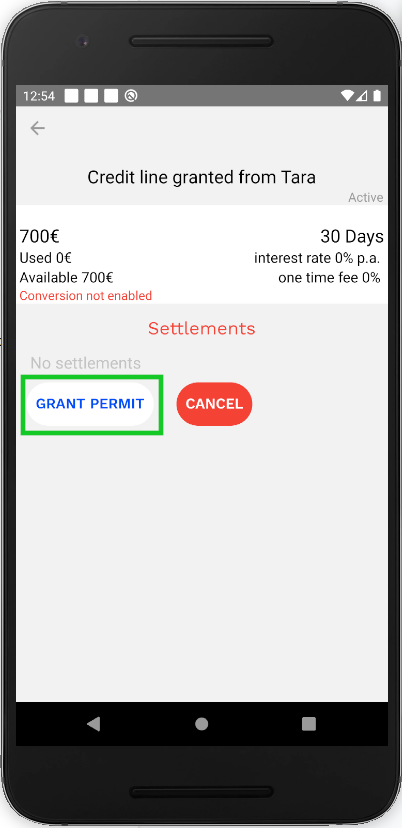 12:54
Credit line granted from Tara
Active
700€ 30 Days
Used 0€ interest rate 0% p.a.
Available 700€ one time fee 0%
Conversion not enabled
Settlements
No settlements
GRANT PERMIT CANCEL